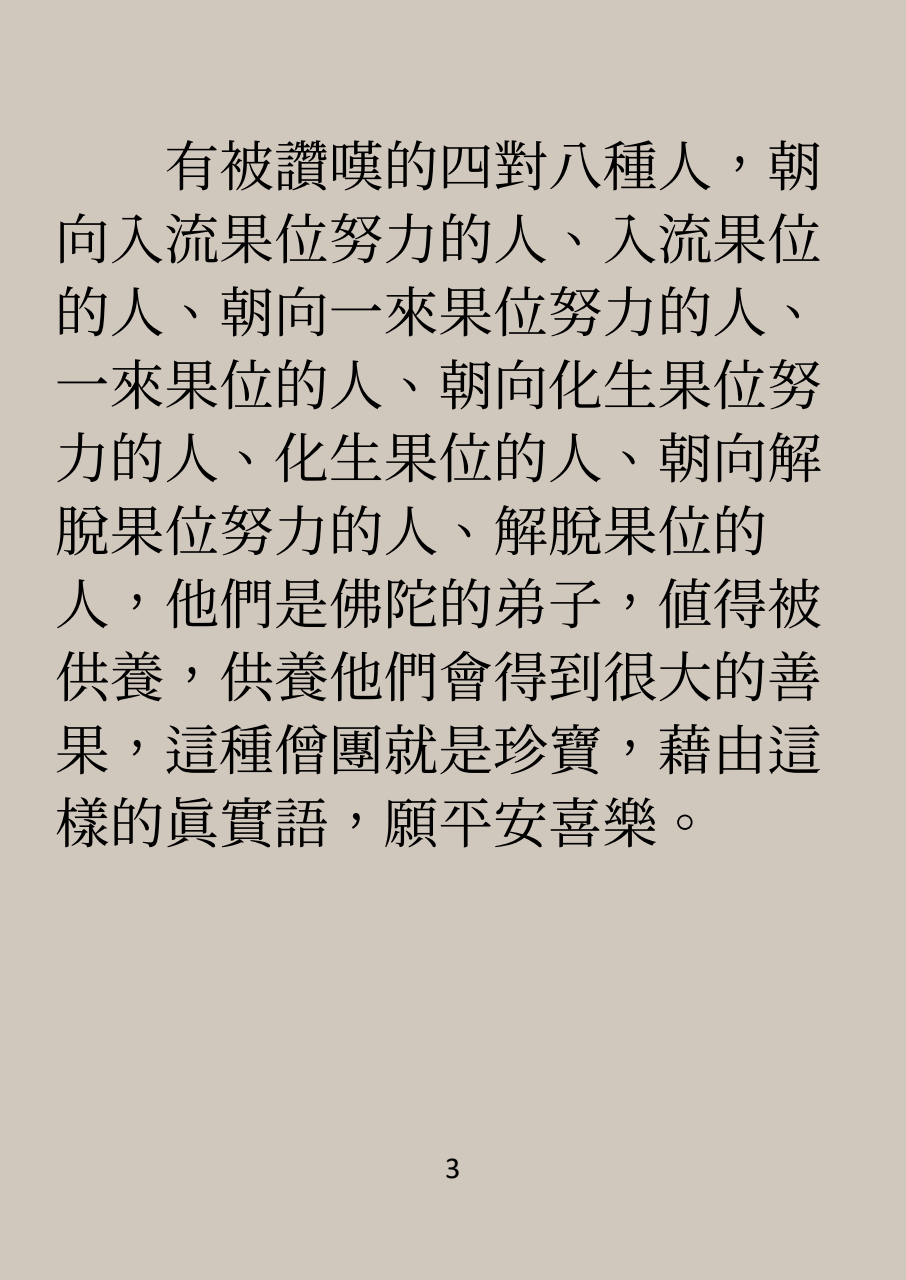 有被讚嘆的四對八種人，朝
向入流果位努力的人、入流果位
的人、朝向一來果位努力的人、
一來果位的人、朝向化生果位努
力的人、化生果位的人、朝向解
脫果位努力的人、解脫果位的
人，他們是佛陀的弟子，値得被
供養，供養他們會得到很大的善
果，這種僧團就是珍寶，藉由這
樣的眞實語，願平安喜樂。
3